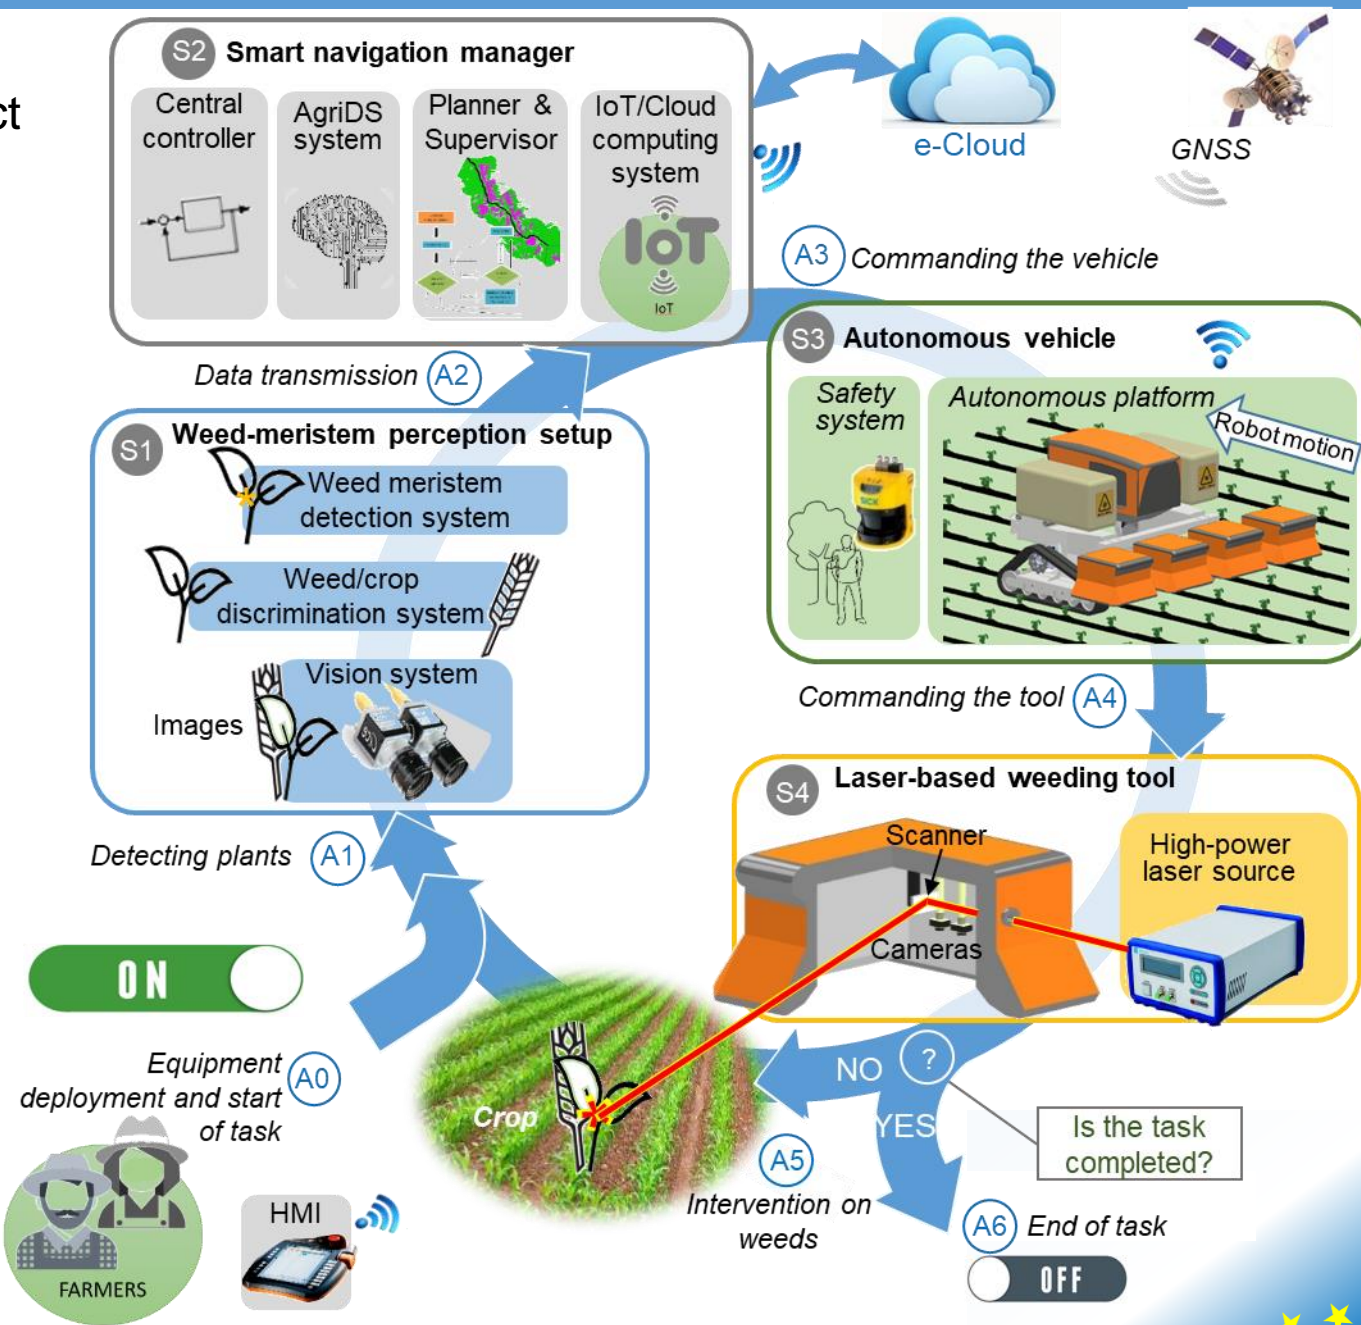 ct
S2 Smart navigation manager
Central
controller
AgriDS
system
Planner &
Supervisor
IoT/Cloud
computing
system
IoT
IoT
e-Cloud
GNSS
A3 Commanding the vehicle
Data transmission A2
S3 Autonomous vehicle
Safety
system
Autonomous platform
Robot motion
SICK
S1 Weed-meristem perception setup
Weed meristem
detection system
Weed/crop
discrimination system
Vision system
Images
Commanding the tool A4
S4 Laser-based weeding tool
Scanner
Cameras
High-power
laser source
Detecting plants A1
ON
Equipment
deployment and start
of task
A0
FARMERS
HMI
Crop
NO ?
YES
Is the task
completed?
A5
Intervention on
weeds
A6 End of task
OFF